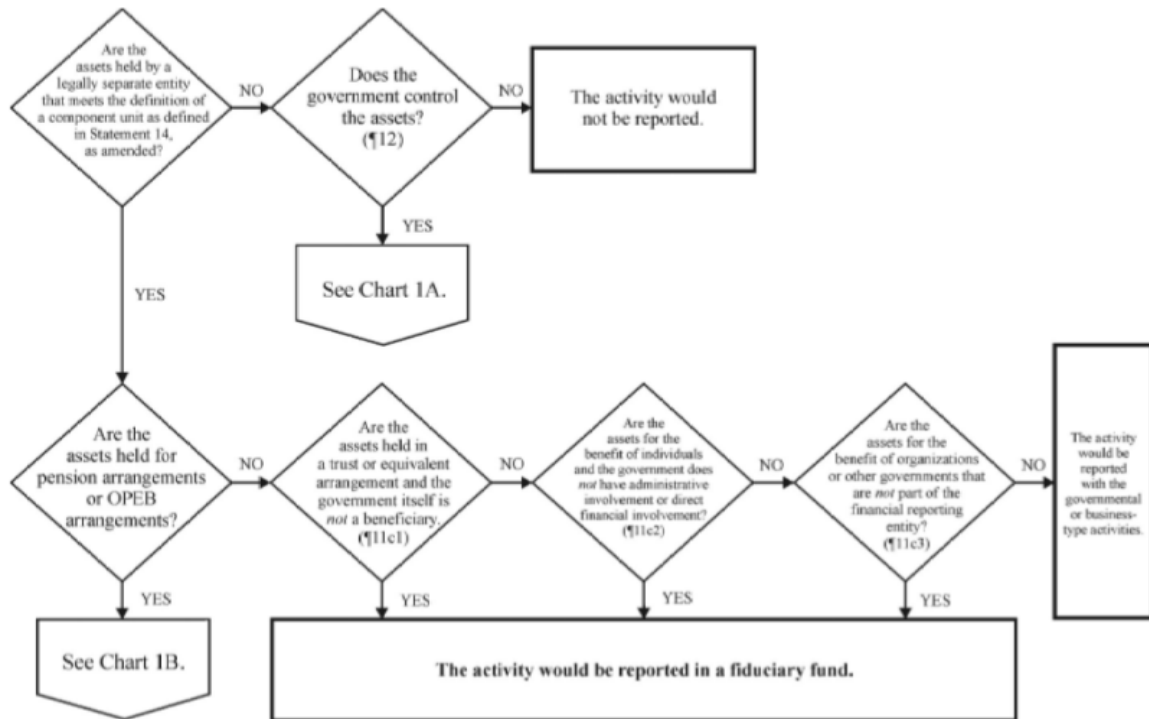 Are the
assets held by a
legally separate entity
that meets the definition of
a component unit as defined
in Statement 14,
as amended?
NO
Does the
government control
the assets?
(¶12)
NO
The activity would
not be reported.
YES
See Chart 1A.
YES
Are the
assets held for
pension arrangements
or OPEB
arrangements?
NO
Are the
assets held in
a trust or equivalent
arrangement and the
government itself is
not a beneficiary.
(¶11c1)
NO
Are the
assets for the
benefit of individuals
and the government does
not have administrative
involvement or direct
financial involvement?
(¶11c2)
NO
Are the
assets for the
benefit of organizations
or other governments that
are not part of the
financial reporting
entity?
(¶11c3)
NO
The activity
would be
reported
with the
governmental
or business-
type activities.
YES
YES
YES
YES
See Chart 1B.
The activity would be reported in a fiduciary fund.